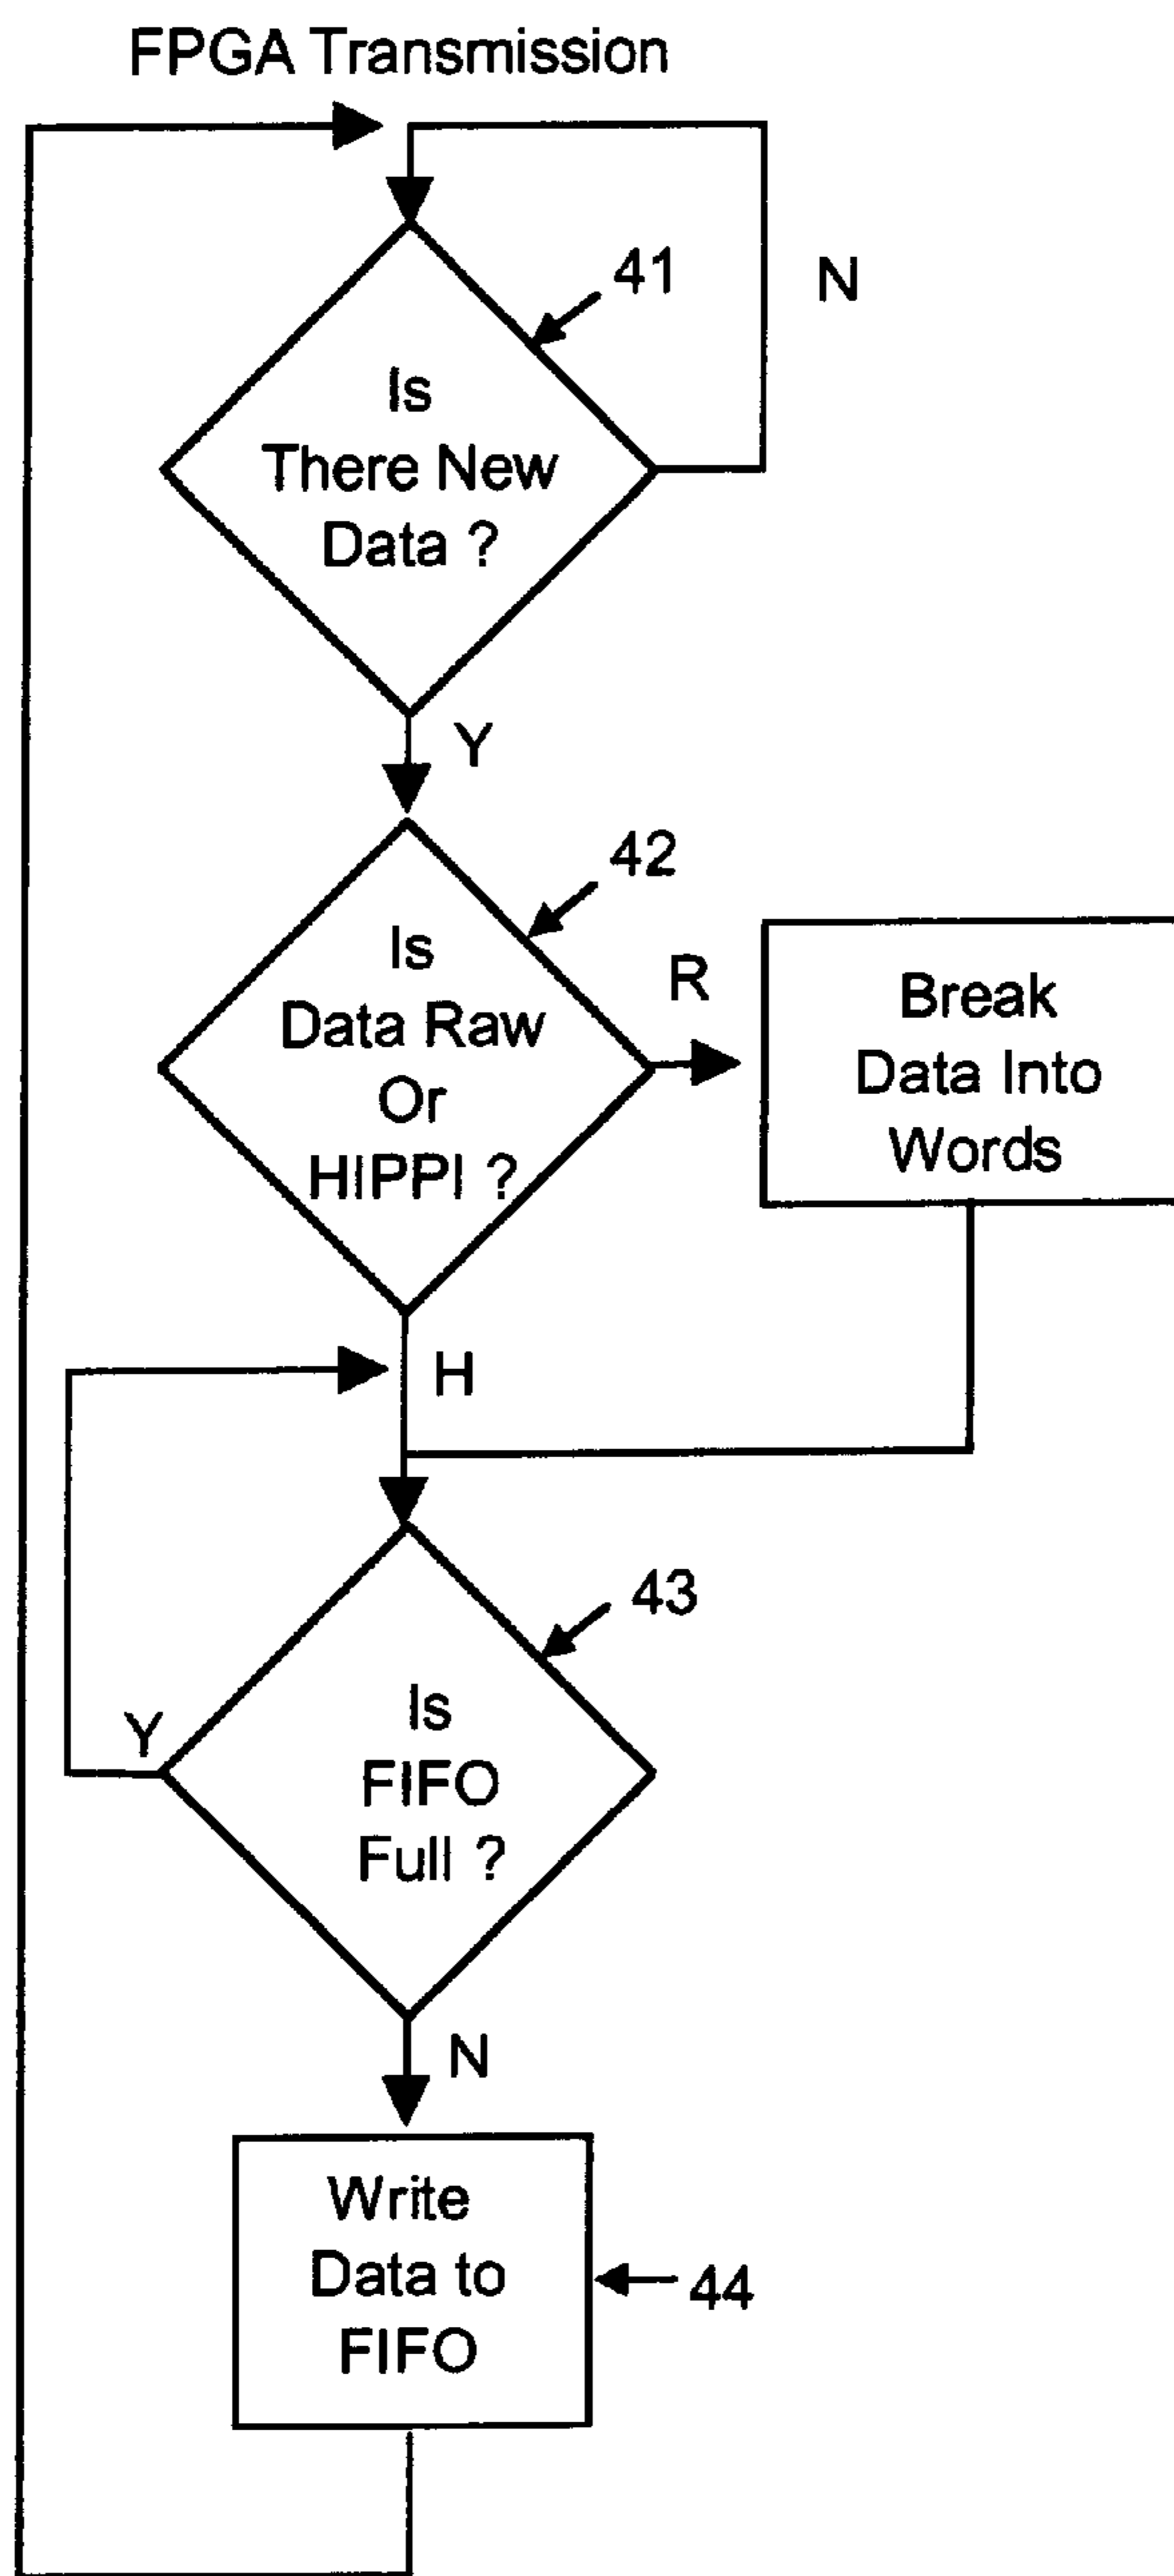 FPGA Transmission
41
N
Is
There New
Data ?
Y
42
Is
Data Raw
Or
HIPPI ?
R
Break
Data Into
Words
H
43
Y
Is
FIFO
Full ?
N
Write
Data to
FIFO
44